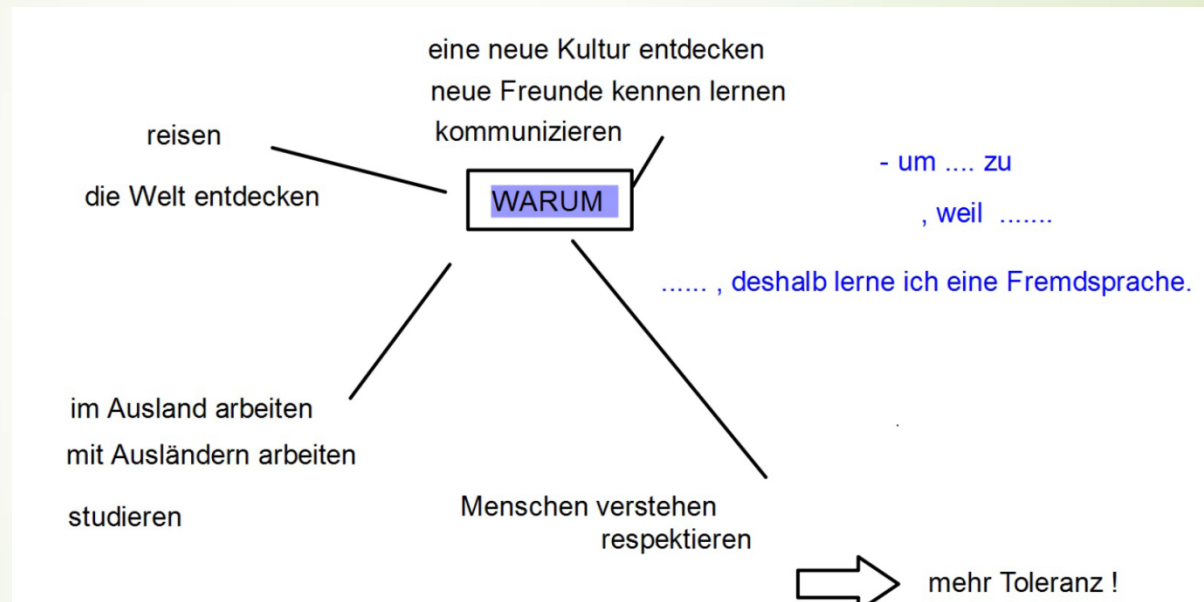 eine neue Kultur entdecken
neue Freunde kennen lernen
kommunizieren
reisen
die Welt entdecken
WARUM
- um .... zu
, weil .......
...... , deshalb lerne ich eine Fremdsprache.
im Ausland arbeiten
mit Ausländern arbeiten
studieren
Menschen verstehen
respektieren
mehr Toleranz !